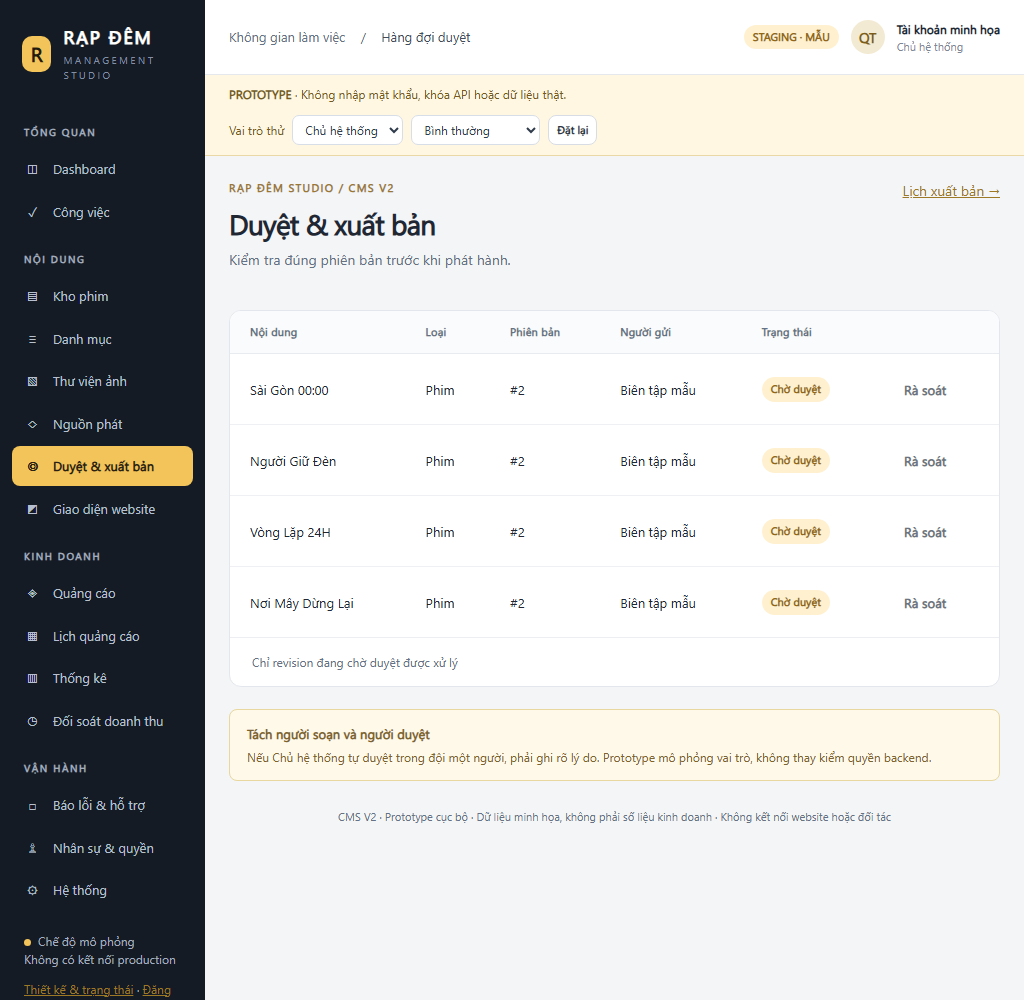 R
RẠP ĐÊM
MANAGEMENT
STUDIO
TỔNG QUAN
Dashboard
Công việc
NỘI DUNG
Kho phim
Danh mục
Thư viện ảnh
Nguồn phát
Duyệt & xuất bản
Giao diện website
KINH DOANH
Quảng cáo
Lịch quảng cáo
Thống kê
Đối soát doanh thu
VẬN HÀNH
Báo lỗi & hỗ trợ
Nhân sự & quyền
Hệ thống
Chế độ mô phỏng
Không có kết nối production
Thiết kế & trạng thái · Đăng
Không gian làm việc / Hàng đợi duyệt
STAGING · MẪU
QT
Tài khoản minh họa
Chủ hệ thống
PROTOTYPE · Không nhập mật khẩu, khóa API hoặc dữ liệu thật.
Vai trò thử Chủ hệ thống Bình thường Đặt lại
RẠP ĐÊM STUDIO / CMS V2
Lịch xuất bản →
Duyệt & xuất bản
Kiểm tra đúng phiên bản trước khi phát hành.
Nội dung Loại Phiên bản Người gửi Trạng thái
Sài Gòn 00:00 Phim #2 Biên tập mẫu Chờ duyệt Rà soát
Người Giữ Đèn Phim #2 Biên tập mẫu Chờ duyệt Rà soát
Vòng Lặp 24H Phim #2 Biên tập mẫu Chờ duyệt Rà soát
Nơi Mây Dừng Lại Phim #2 Biên tập mẫu Chờ duyệt Rà soát
Chỉ revision đang chờ duyệt được xử lý
Tách người soạn và người duyệt
Nếu Chủ hệ thống tự duyệt trong đội một người, phải ghi rõ lý do. Prototype mô phỏng vai trò, không thay kiểm quyền backend.
CMS V2 · Prototype cục bộ · Dữ liệu minh họa, không phải số liệu kinh doanh · Không kết nối website hoặc đối tác